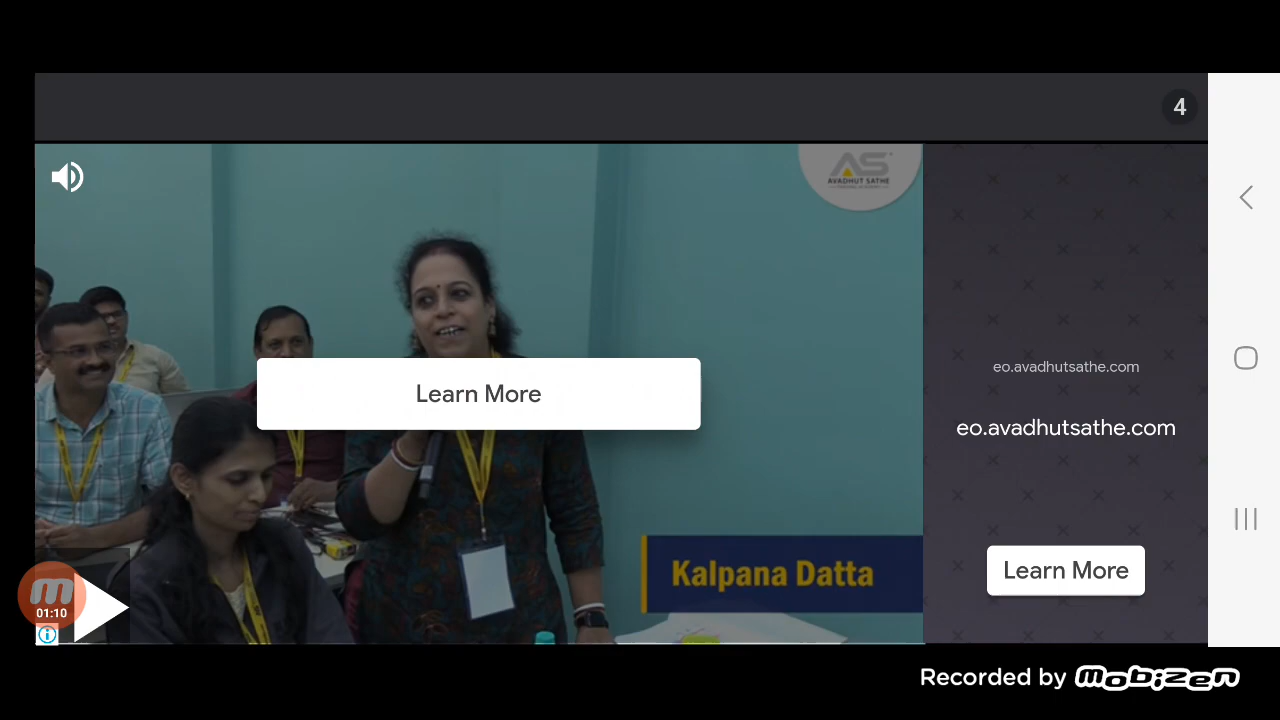 4
AS
AVADHUT SATHE
eo.avadhutsathe.com
Learn More
eo.avadhutsathe.com
Kalpana Datta
Learn More
01:10
Recorded by mobizen